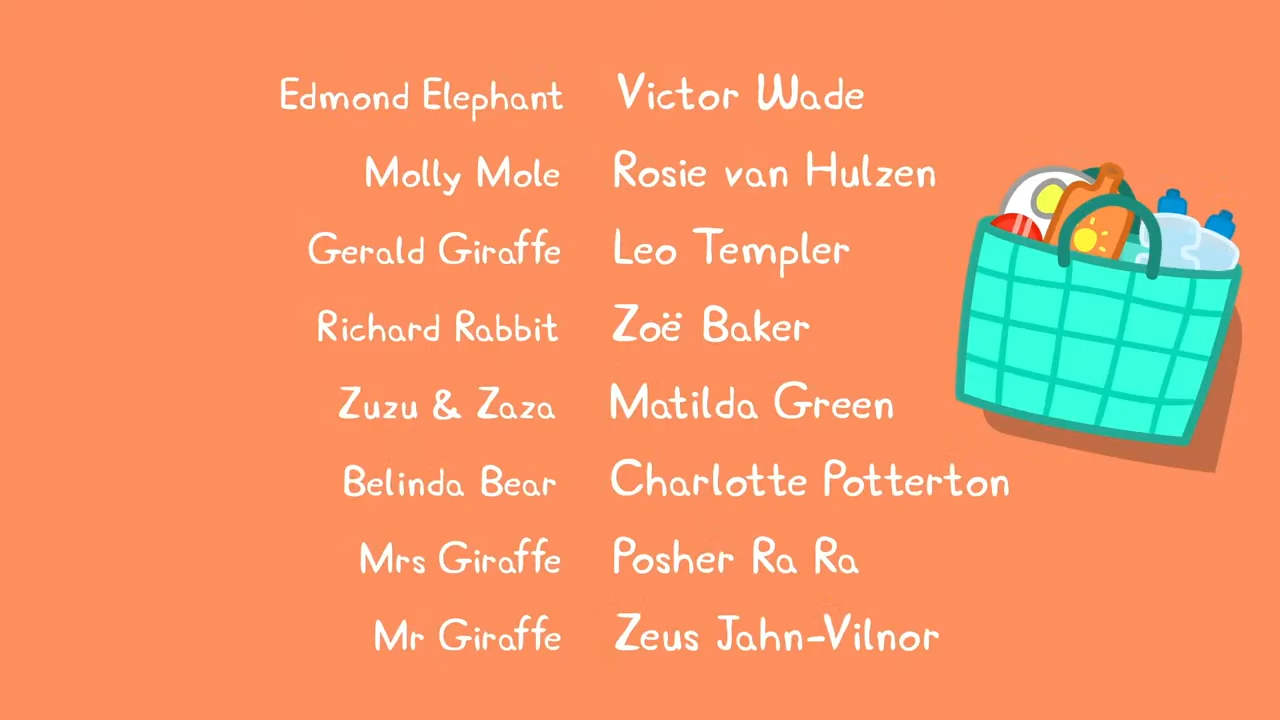 Edmond Elephant Victor Wade
Molly Mole Rosie van Hulzen
Gerald Giraffe Leo Templer
Richard Rabbit Zoë Baker
Zuzu & Zaza Matilda Green
Belinda Bear Charlotte Potterton
Mrs Giraffe Posher Ra Ra
Mr Giraffe Zeus Jahn-Vilnor